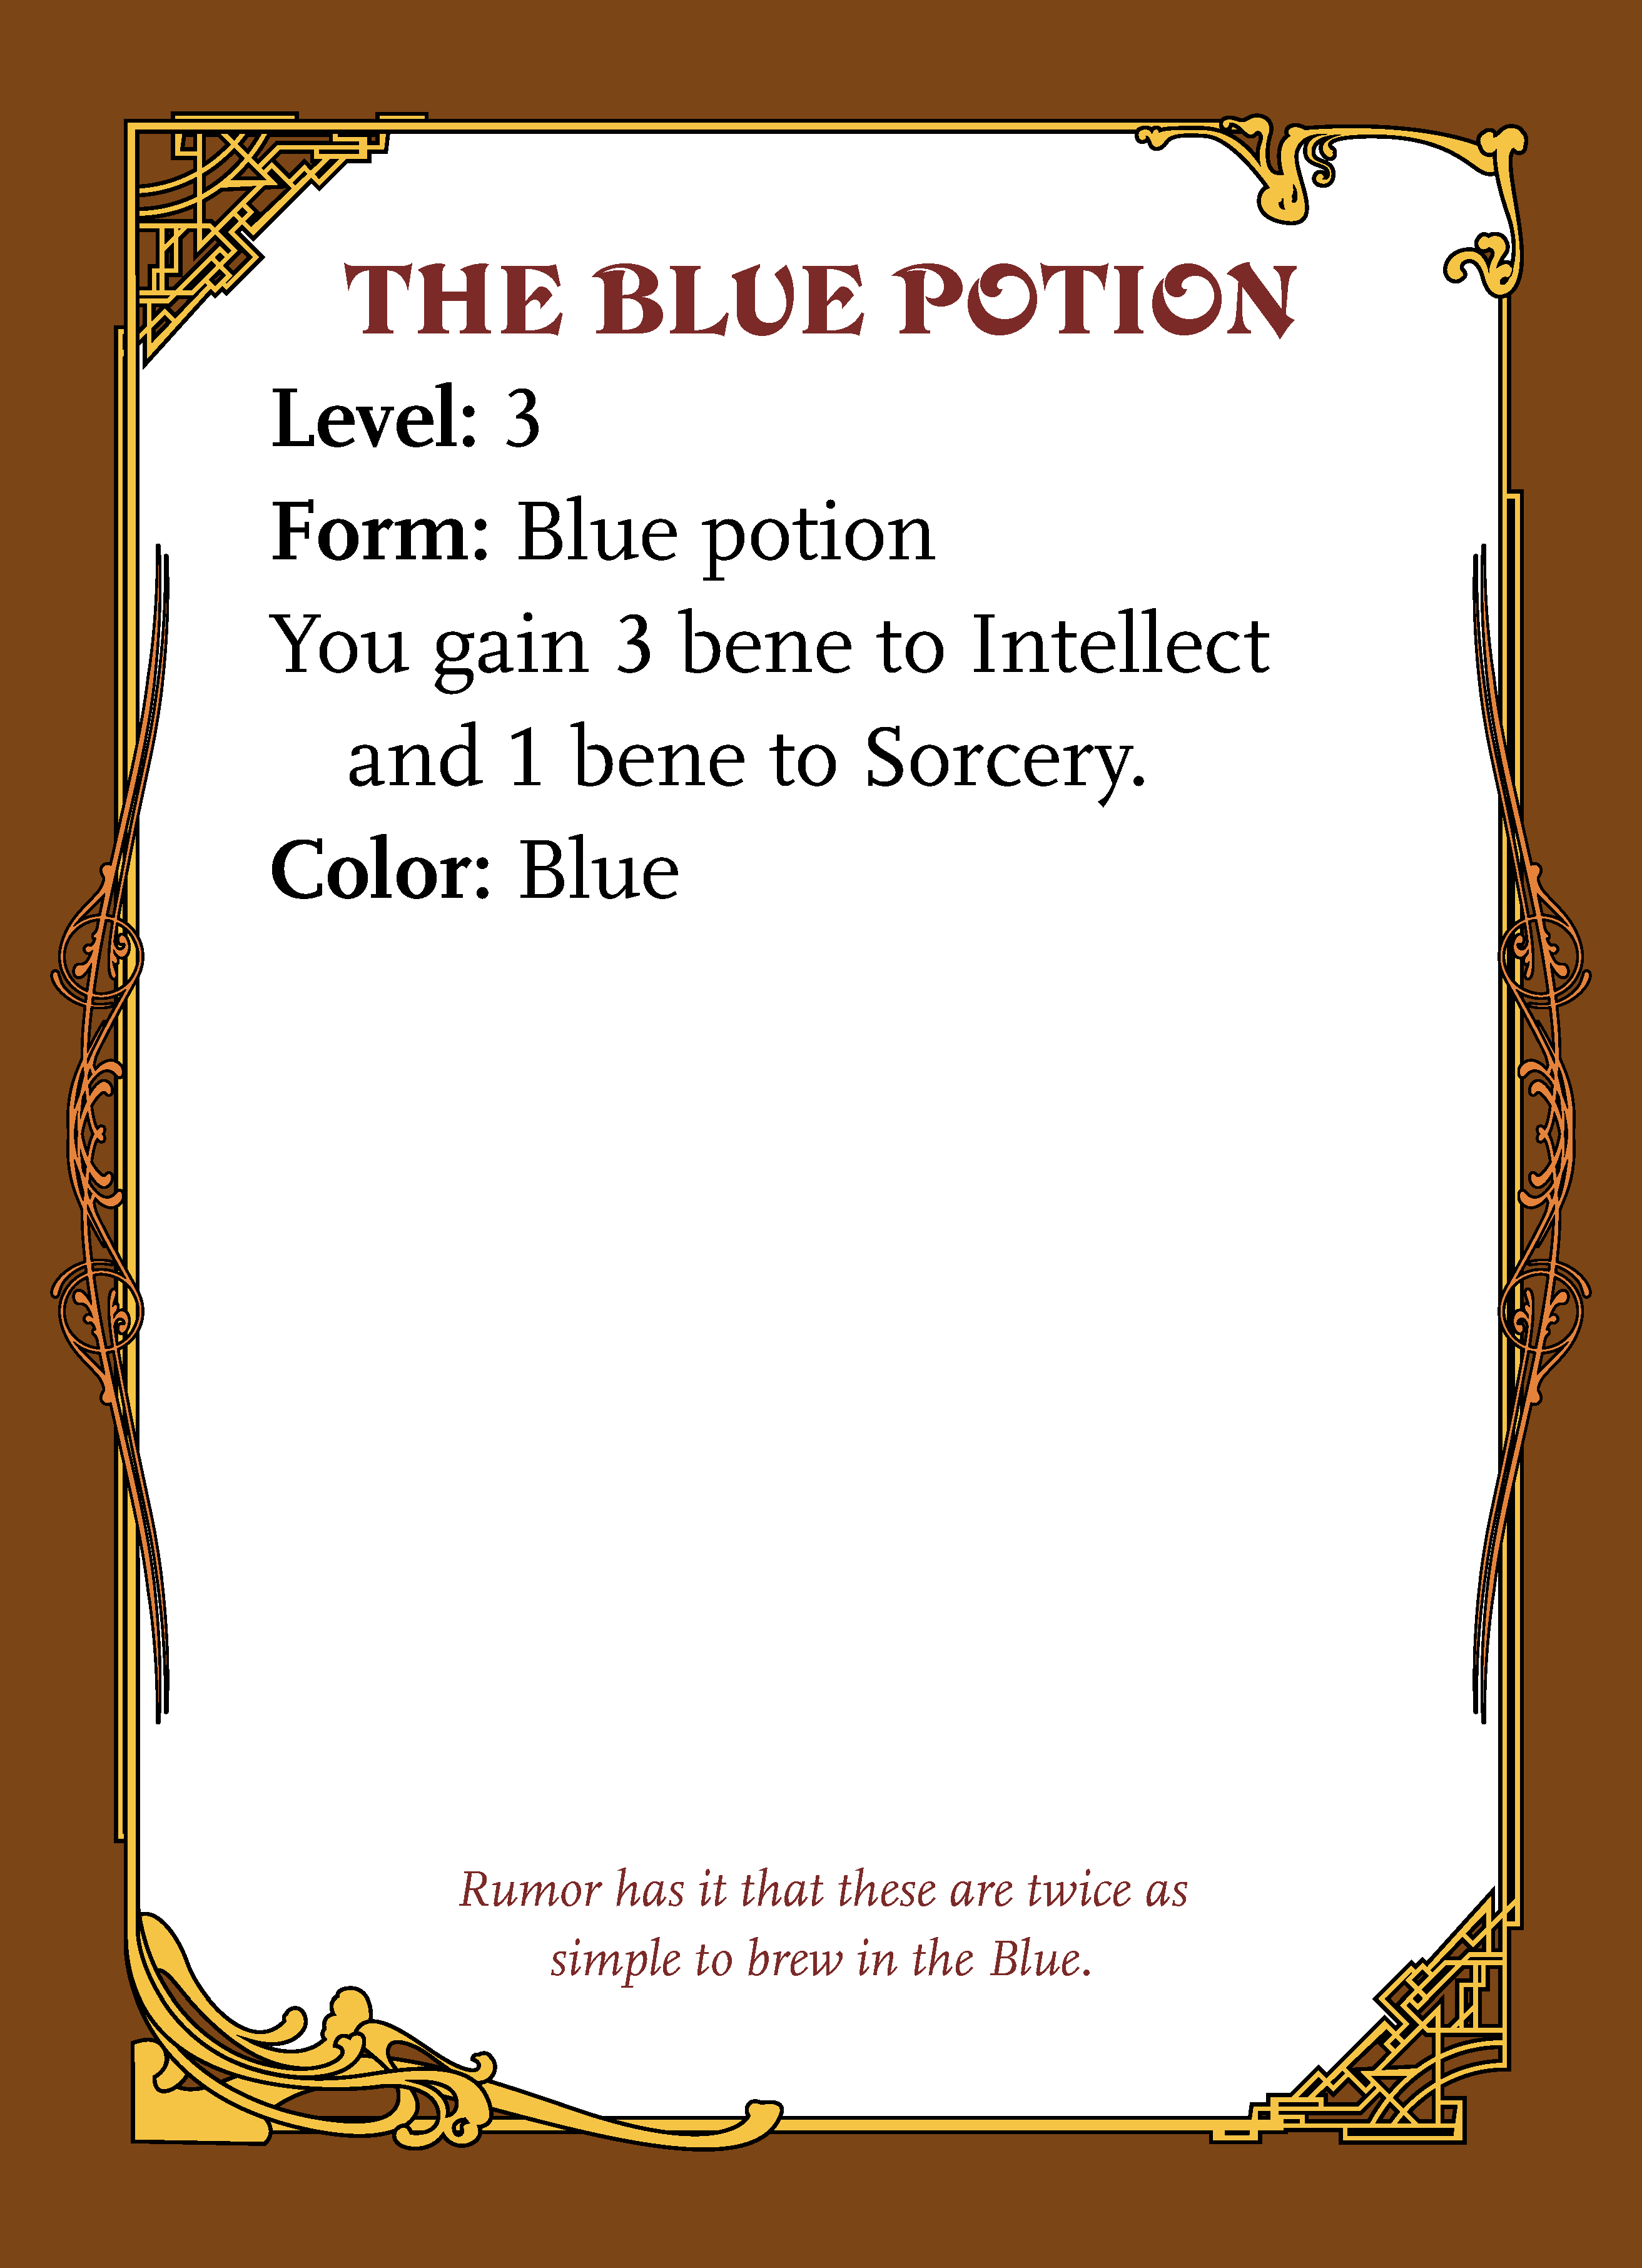 THE BLUE POTION
Level: 3
Form: Blue potion
You gain 3 bene to Intellect
and 1 bene to Sorcery.
Color: Blue
Rumor has it that these are twice as
simple to brew in the Blue.